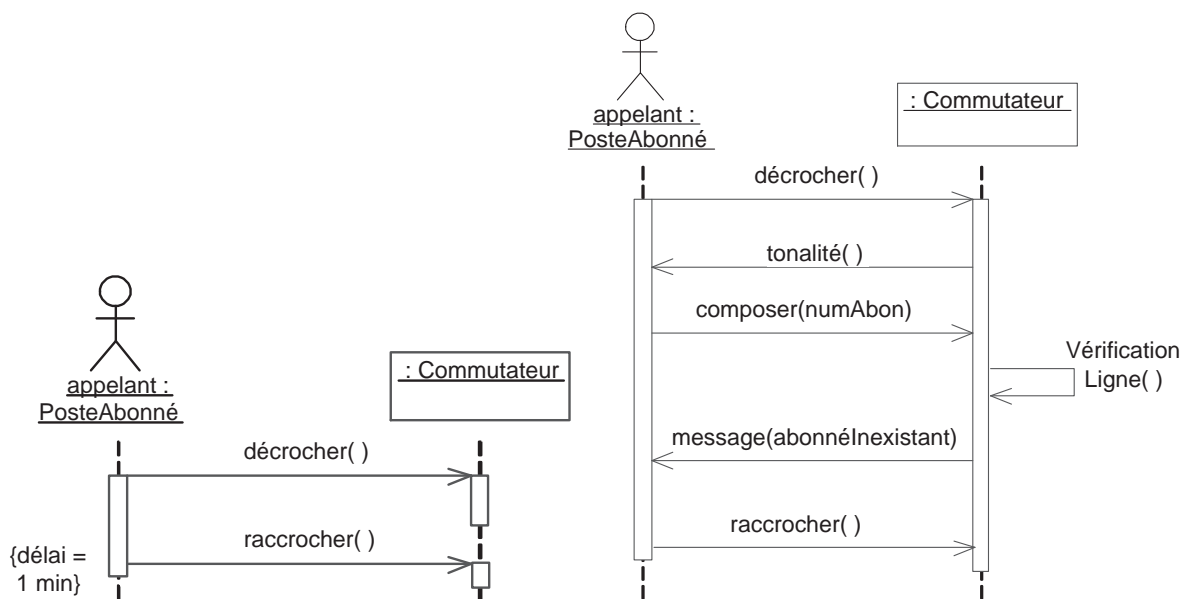 appelant :
PosteAbonné
: Commutateur
décrocher( )
raccrocher( )
{délai =
1 min}
appelant :
PosteAbonné
: Commutateur
décrocher( )
tonalité( )
composer(numAbon)
Vérification
Ligne( )
message(abonnéInexistant)
raccrocher( )